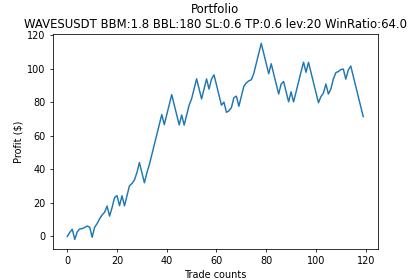 Portfolio
WAVESUSDT BBM:1.8 BBL:180 SL:0.6 TP:0.6 lev:20 WinRatio:64.0
120
100
80
60
40
20
0
Profit ($)
0 20 40 60 80 100 120
Trade counts